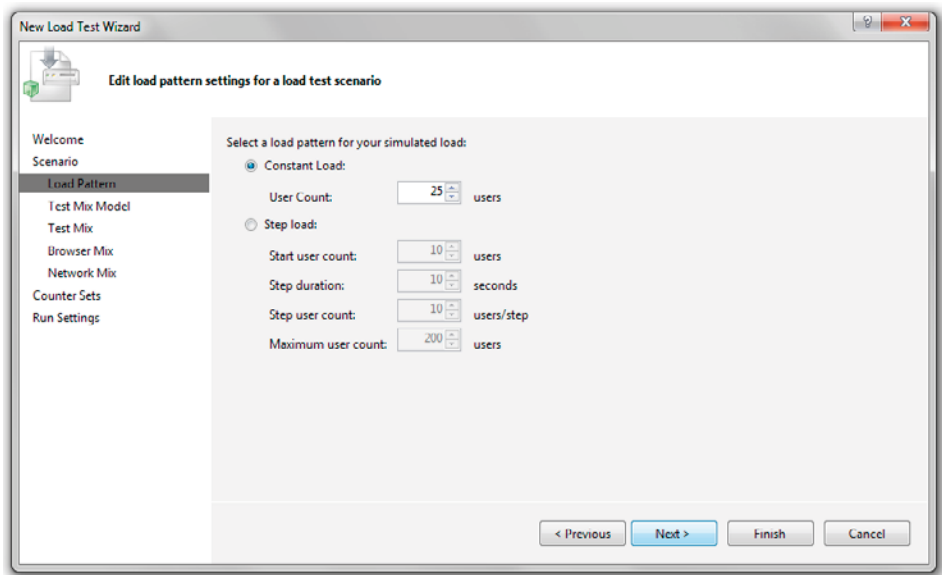 New Load Test Wizard
Edit load pattern settings for a load test scenario
Welcome
Scenario
Load Pattern
Test Mix Model
Test Mix
Browser Mix
Network Mix
Counter Sets
Run Settings
Select a load pattern for your simulated load:
Constant Load:
User Count: 25 users
Step load:
Start user count: 10 users
Step duration: 10 seconds
Step user count: 10 users/step
Maximum user count: 200 users
< Previous Next > Finish Cancel